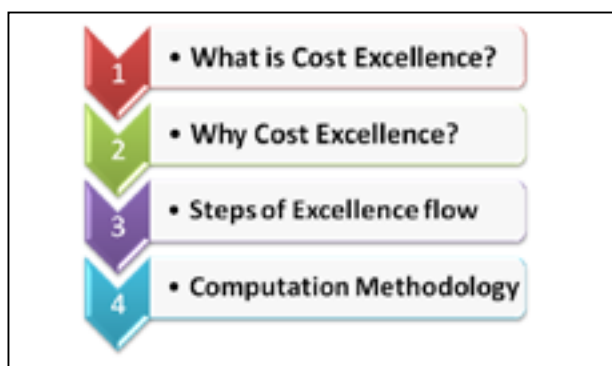 1 • What is Cost Excellence?
2 • Why Cost Excellence?
3 • Steps of Excellence flow
4 • Computation Methodology